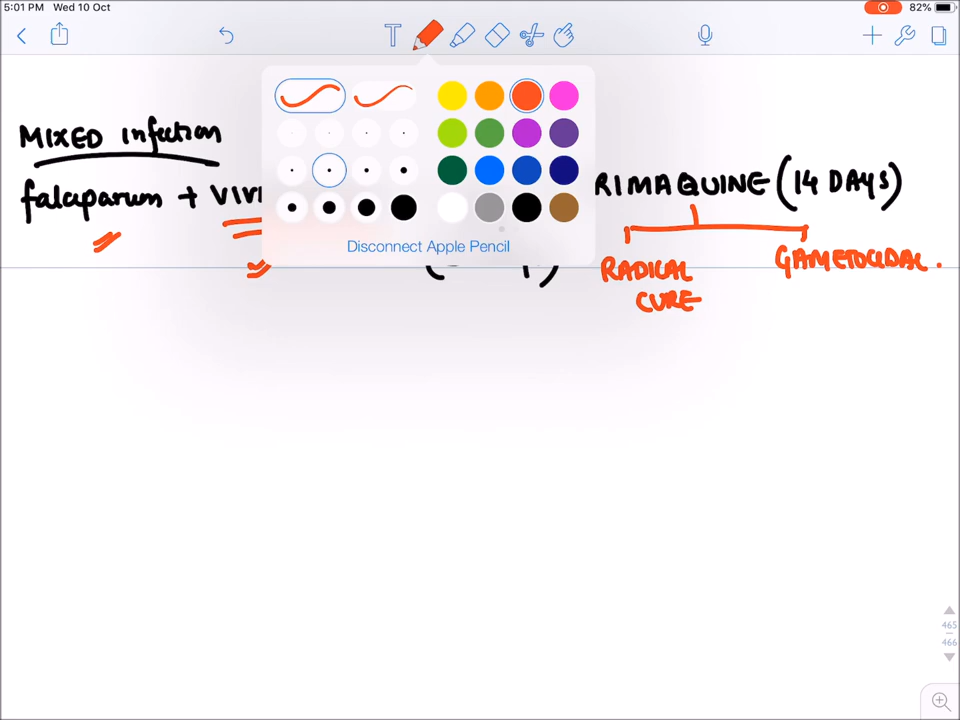 5:01 PM Wed 10 Oct
82%
T
MIXED infection
falciparum + VIV
RIMAQUINE (14 DAYS)
Disconnect Apple Pencil
RADICAL
CURE
GAMETOCIDAL.
465
466